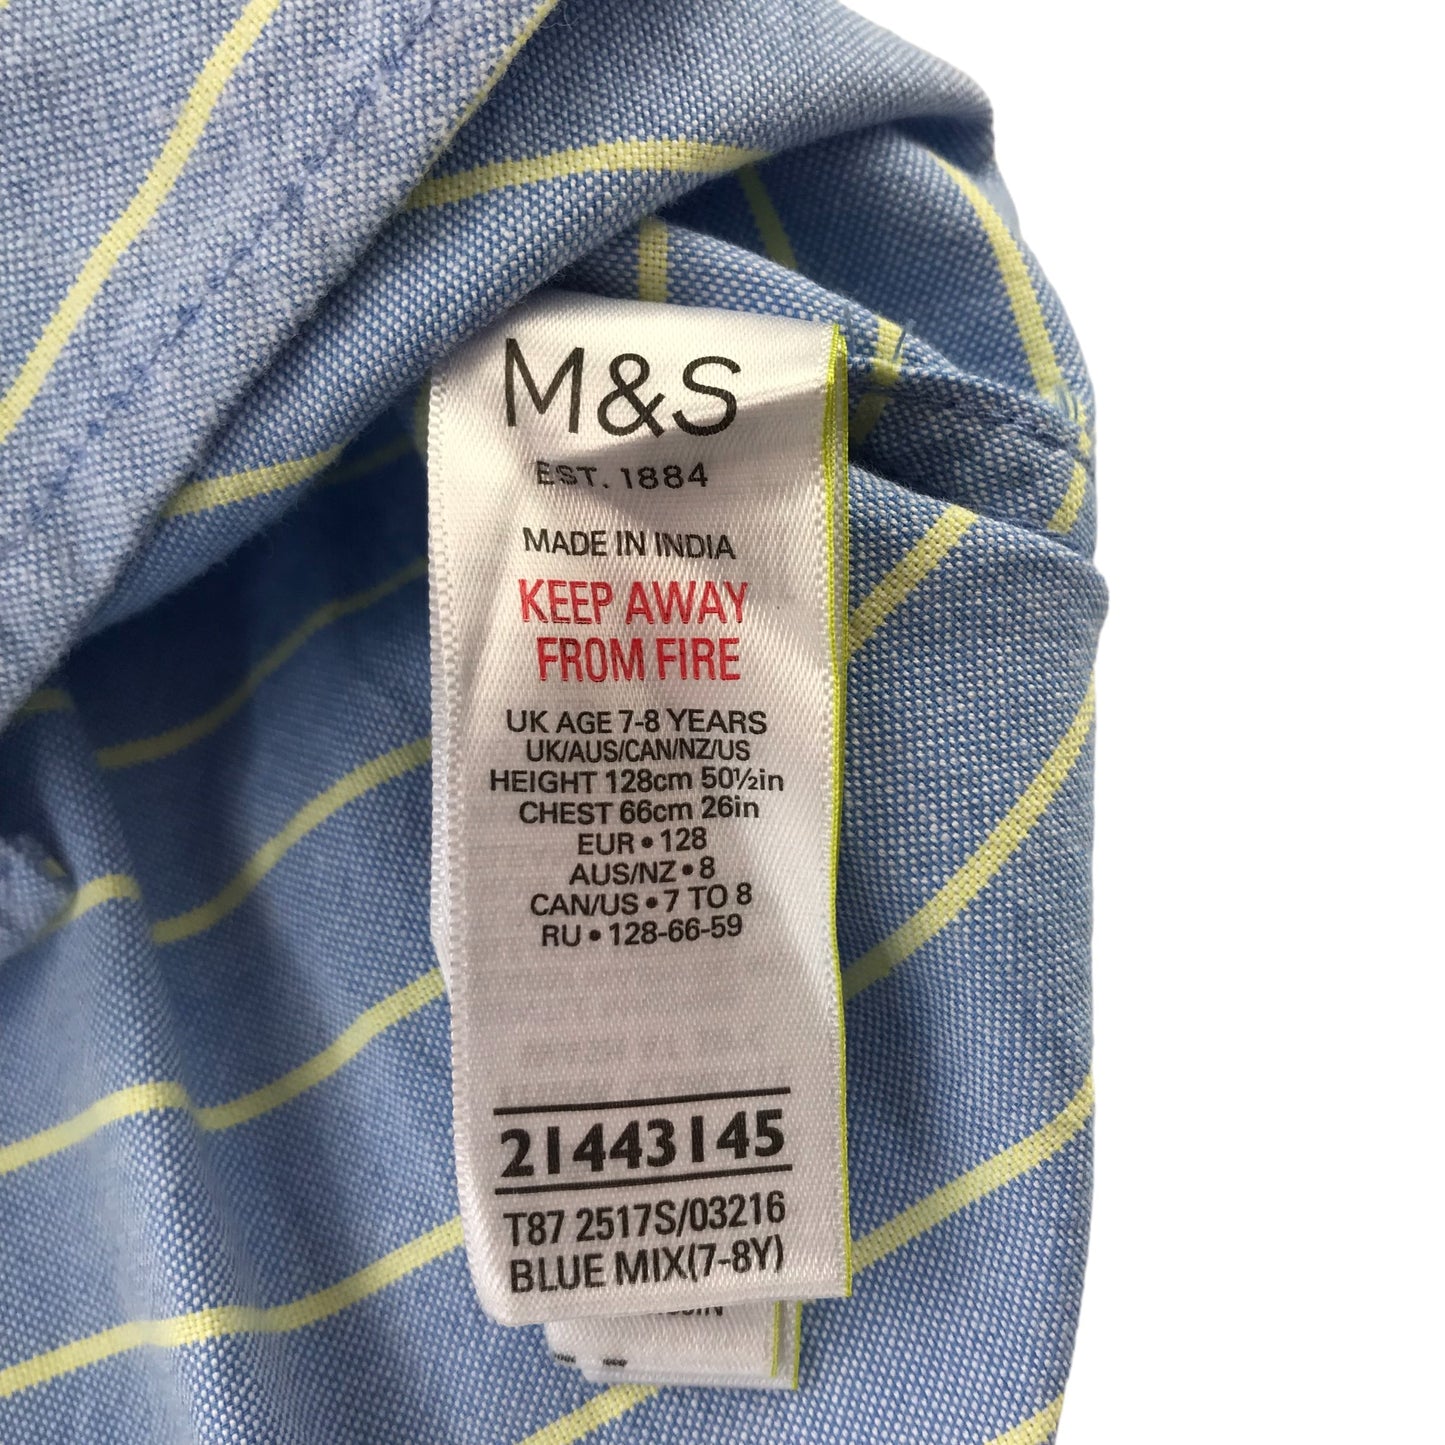 M&S
EST. 1884
MADE IN INDIA
KEEP AWAY
FROM FIRE
UK AGE 7-8 YEARS
UK/AUS/CAN/NZ/US
HEIGHT 128cm 50½in
CHEST 66cm 26in
EUR • 128
AUS/NZ • 8
CAN/US • 7 TO 8
RU • 128-66-59
21443145
T87 2517S/03216
BLUE MIX(7-8Y)